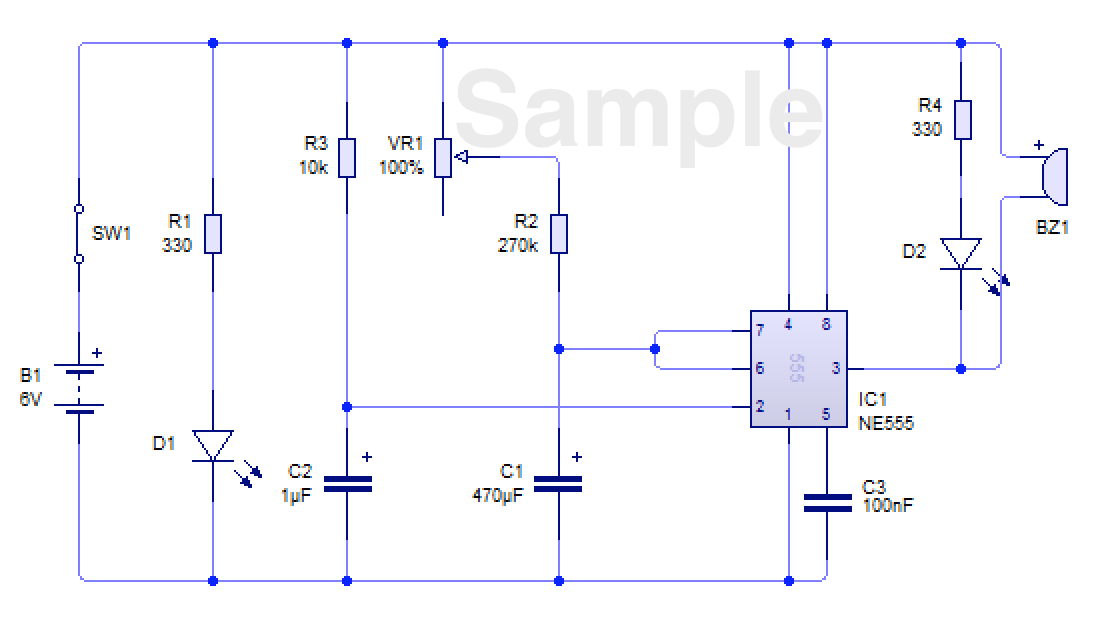 Sample
R4
330
R3
10k
VR1
100%
+
BZ1
SW1
R1
330
R2
270k
D2
+
B1
6V
7
4
8
6
555
3
2
1
5
IC1
NE555
D1
C2
1µF
+
C1
470µF
+
C3
100nF